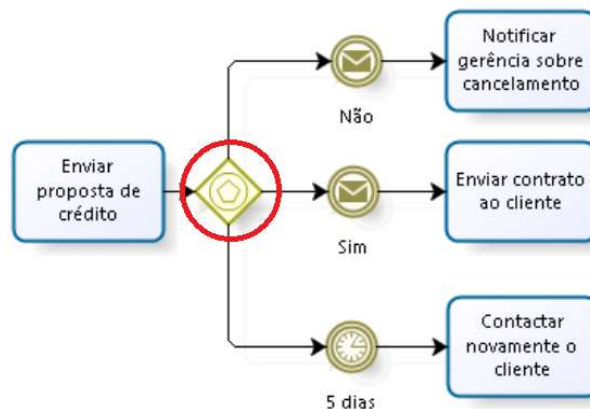 Notificar
gerência sobre
cancelamento
Não
Enviar
proposta de
crédito
Enviar contrato
ao cliente
Sim
Contactar
novamente o
cliente
5 dias